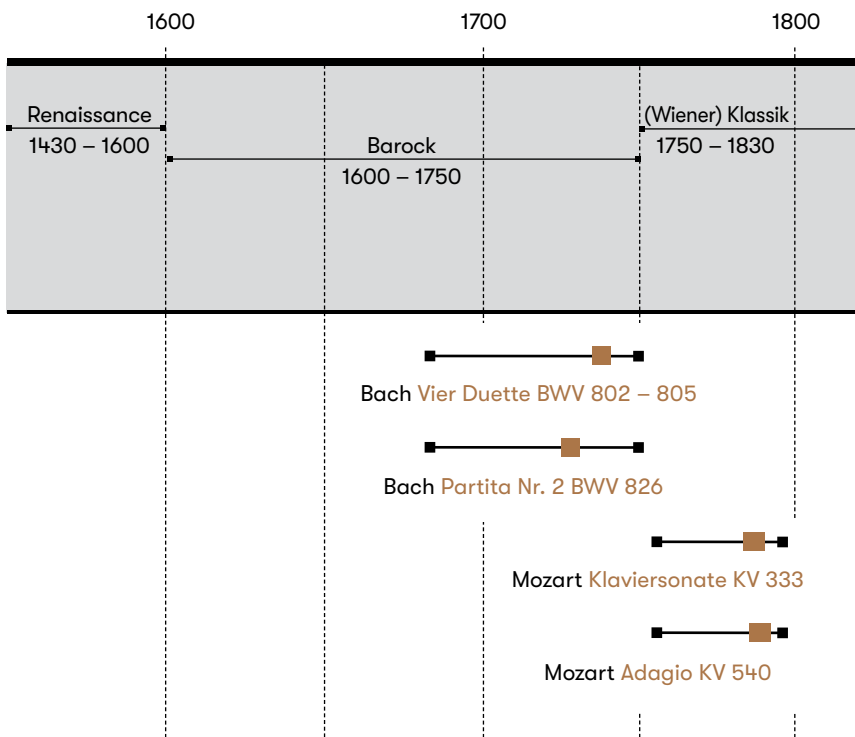 1600 1700 1800
Renaissance
1430 – 1600
Barock
1600 – 1750
(Wiener) Klassik
1750 – 1830
Bach Vier Duette BWV 802 – 805
Bach Partita Nr. 2 BWV 826
Mozart Klaviersonate KV 333
Mozart Adagio KV 540